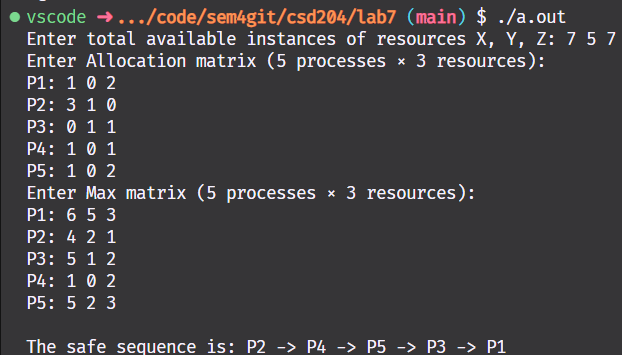 vscode ➜ .../code/sem4git/csd204/lab7 (main) $ ./a.out
Enter total available instances of resources X, Y, Z: 7 5 7
Enter Allocation matrix (5 processes × 3 resources):
P1: 1 0 2
P2: 3 1 0
P3: 0 1 1
P4: 1 0 1
P5: 1 0 2
Enter Max matrix (5 processes × 3 resources):
P1: 6 5 3
P2: 4 2 1
P3: 5 1 2
P4: 1 0 2
P5: 5 2 3
The safe sequence is: P2 -> P4 -> P5 -> P3 -> P1